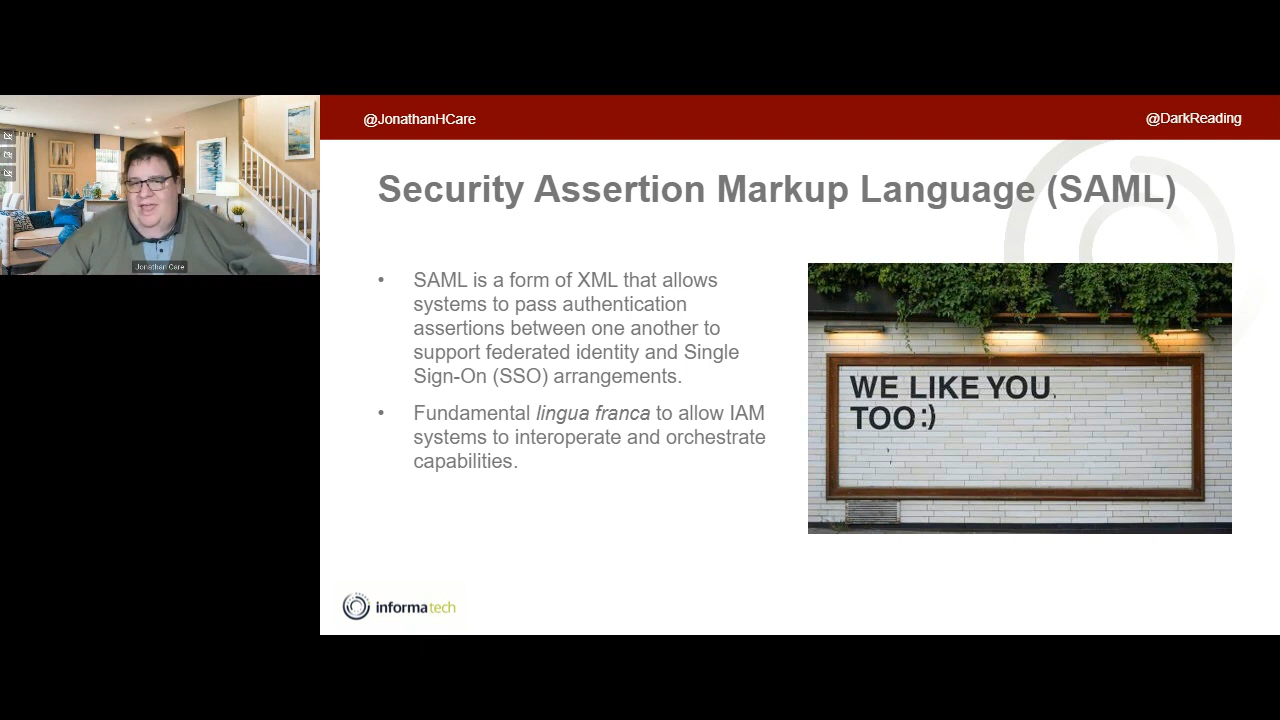 @JonathanHCare
@DarkReading
Security Assertion Markup Language (SAML)
• SAML is a form of XML that allows
systems to pass authentication
assertions between one another to
support federated identity and Single
Sign-On (SSO) arrangements.
• Fundamental lingua franca to allow IAM
systems to interoperate and orchestrate
capabilities.
WE LIKE YOU
TOO :)
Jonathan Care
informa tech